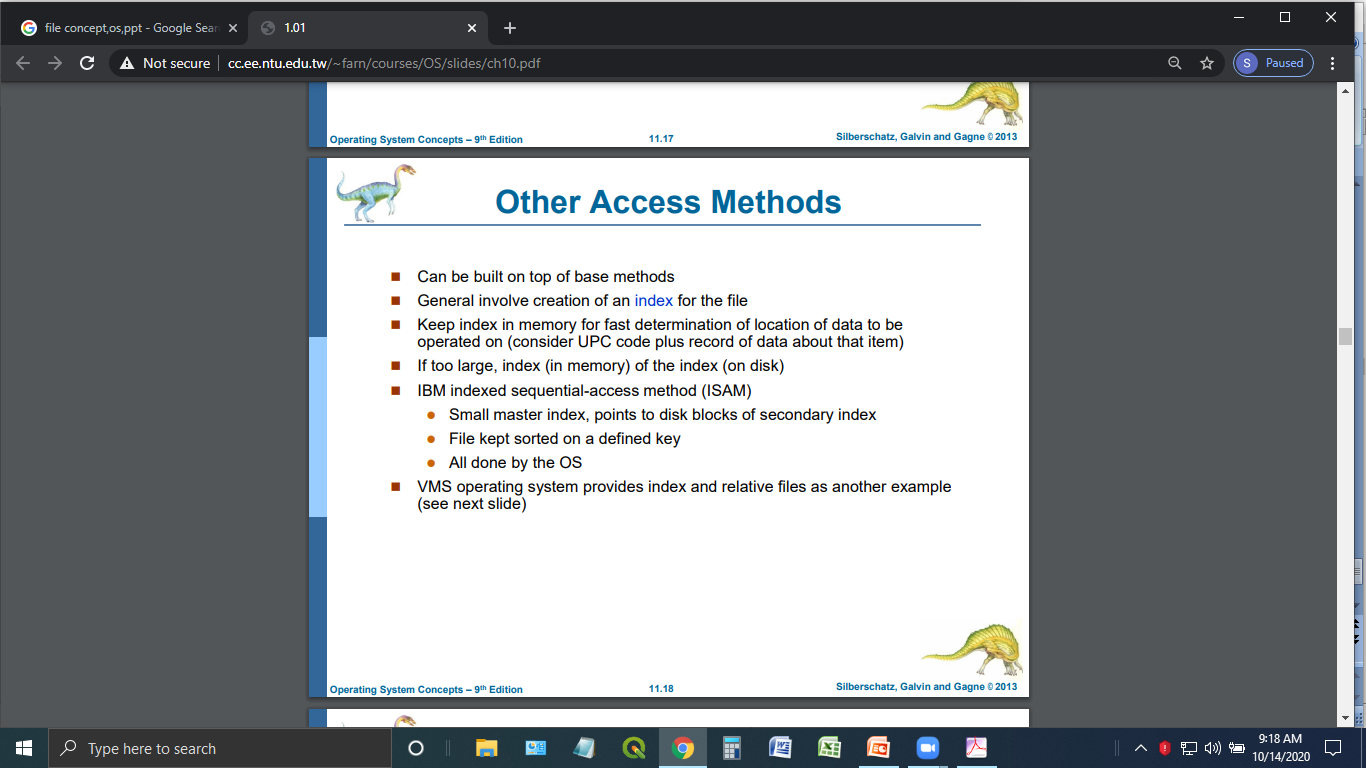 file concept,os,ppt - Google Sear
1.01
Not secure
cc.ee.ntu.edu.tw/~farn/courses/OS/slides/ch10.pdf
S
Paused
Operating System Concepts – 9th Edition
11.17
Silberschatz, Galvin and Gagne © 2013
Other Access Methods
Can be built on top of base methods
General involve creation of an index for the file
Keep index in memory for fast determination of location of data to be
operated on (consider UPC code plus record of data about that item)
If too large, index (in memory) of the index (on disk)
IBM indexed sequential-access method (ISAM)
Small master index, points to disk blocks of secondary index
File kept sorted on a defined key
All done by the OS
VMS operating system provides index and relative files as another example
(see next slide)
Operating System Concepts – 9th Edition
11.18
Silberschatz, Galvin and Gagne © 2013
Type here to search
9:18 AM
10/14/2020